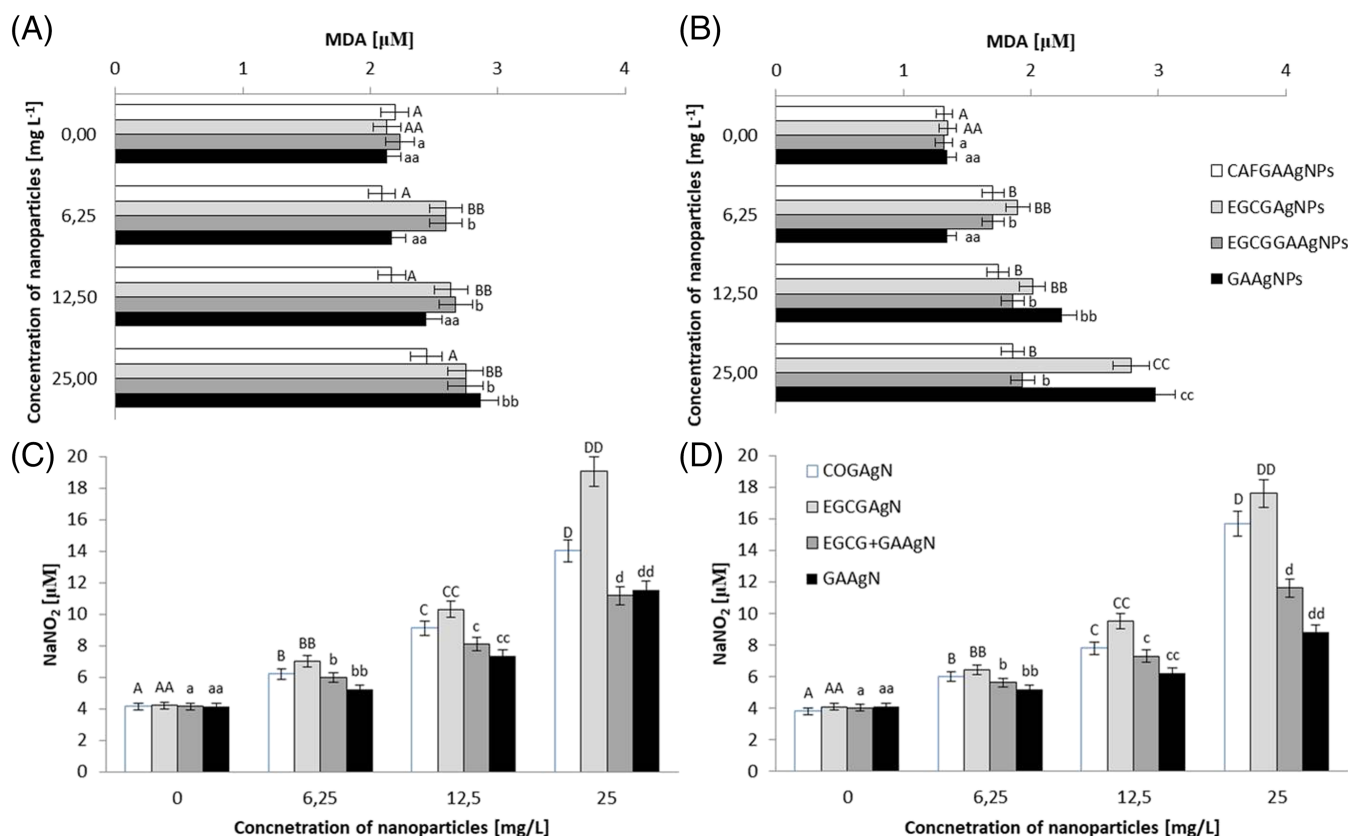 (A)
MDA [µM]
0 1 2 3 4
Concentration of nanoparticles [mg L-1]
0,00
A
AA
a
aa
6,25
A
BB
b
aa
12,50
A
BB
b
aa
25,00
A
BB
b
bb
(B)
MDA [µM]
0 1 2 3 4
Concentration of nanoparticles [mg L-1]
0,00
A
AA
a
aa
6,25
B
BB
b
aa
12,50
B
BB
b
bb
25,00
B
CC
b
cc
CAFGAAgNPs
EGCGAgNPs
EGCGGAAgNPs
GAAgNPs
(C)
NaNO2 [µM]
20
18
16
14
12
10
8
6
4
2
0
A AA a aa
B BB b bb
C CC c cc
D DD d dd
0 6,25 12,5 25
Concnetration of nanoparticles [mg/L]
(D)
NaNO2 [µM]
20
18
16
14
12
10
8
6
4
2
0
COGAgN
EGCGAgN
EGCG+GAAgN
GAAgN
A AA a aa
B BB b bb
C CC c cc
D DD d dd
0 6,25 12,5 25
Concnetration of nanoparticles [mg/L]